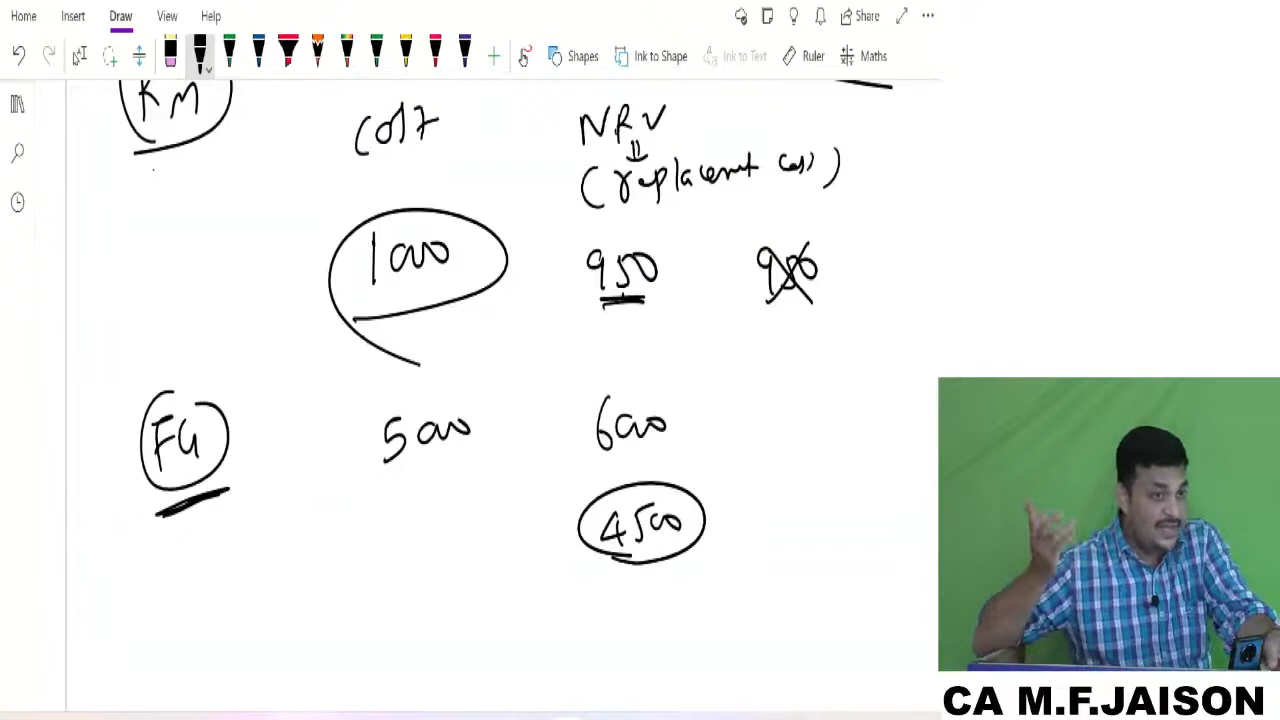 Home Insert Draw View Help Share
Shapes Ink to Shape Ink to Text Ruler Maths
RM
Cost NRV
(replacement cost)
1000 950 950
FG 5000 6000
4500
CA M.F.JAISON